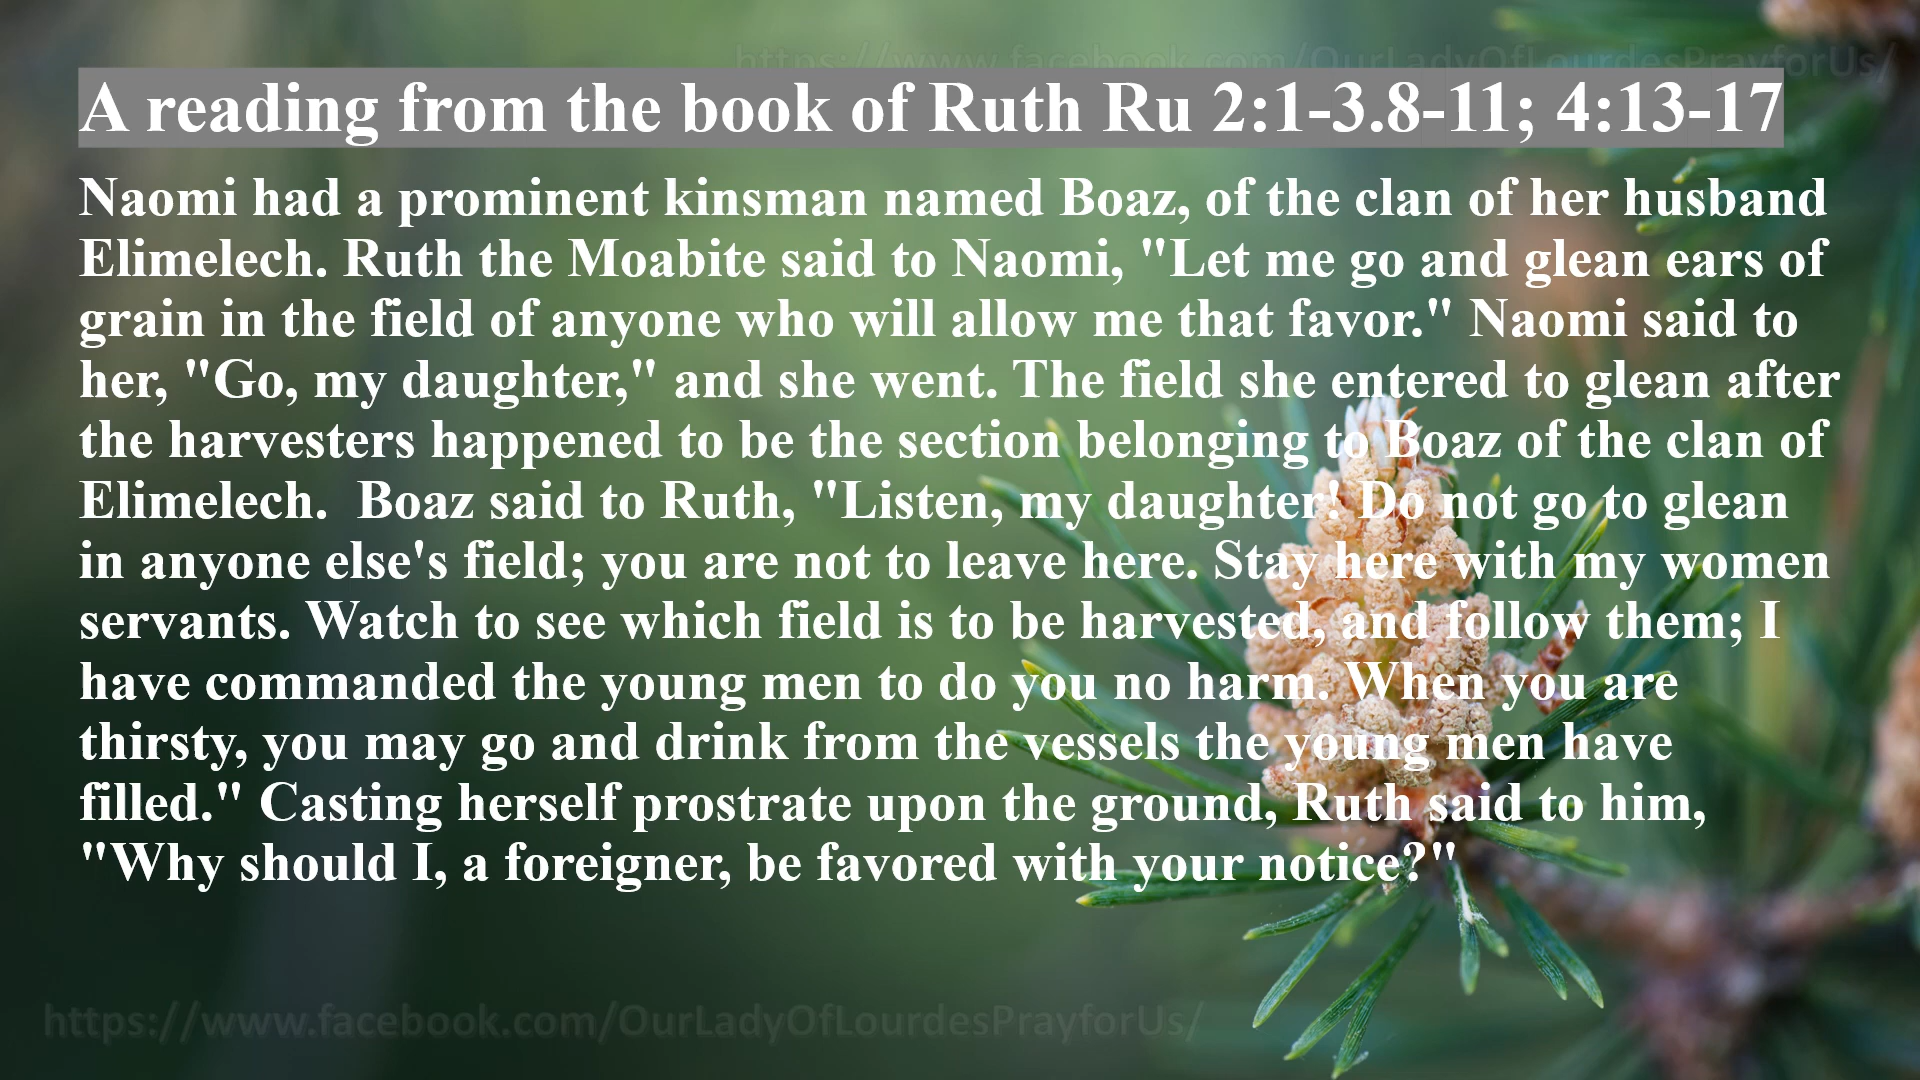 https://www.facebook.com/OurLadyOfLourdesPrayforUs/
A reading from the book of Ruth Ru 2:1-3.8-11; 4:13-17
Naomi had a prominent kinsman named Boaz, of the clan of her husband
Elimelech. Ruth the Moabite said to Naomi, "Let me go and glean ears of
grain in the field of anyone who will allow me that favor." Naomi said to
her, "Go, my daughter," and she went. The field she entered to glean after
the harvesters happened to be the section belonging to Boaz of the clan of
Elimelech.  Boaz said to Ruth, "Listen, my daughter! Do not go to glean
in anyone else's field; you are not to leave here. Stay here with my women
servants. Watch to see which field is to be harvested, and follow them; I
have commanded the young men to do you no harm. When you are
thirsty, you may go and drink from the vessels the young men have
filled." Casting herself prostrate upon the ground, Ruth said to him,
"Why should I, a foreigner, be favored with your notice?"
https://www.facebook.com/OurLadyOfLourdesPrayforUs/